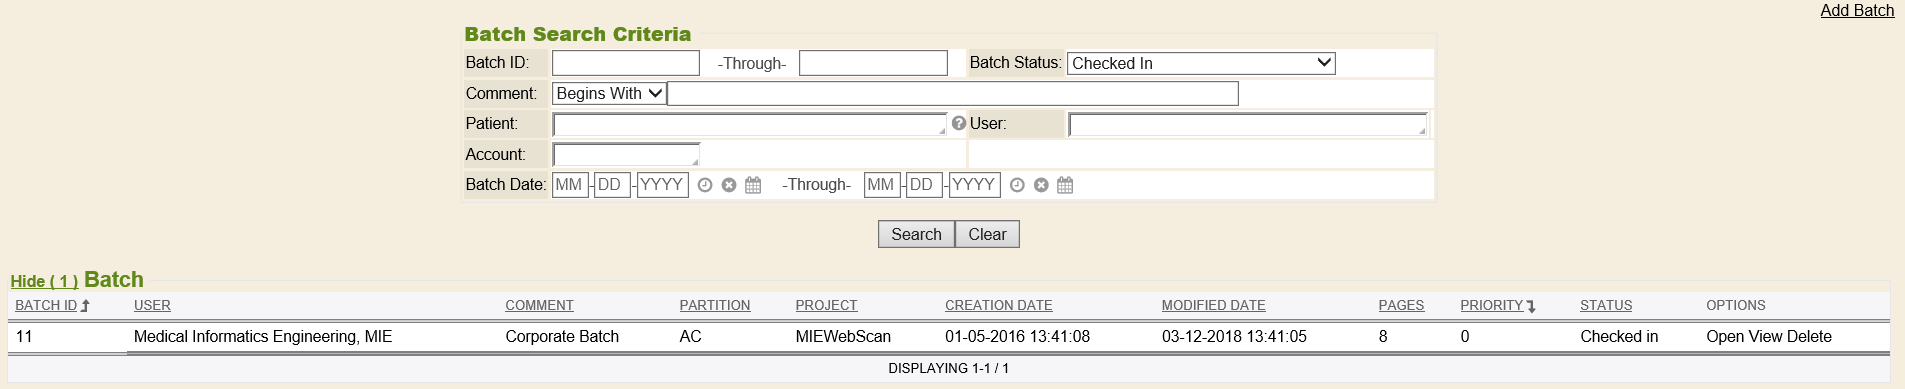 Add Batch
Batch Search Criteria
Batch ID: -Through- Batch Status: Checked In
Comment: Begins With
Patient: ? User:
Account:
Batch Date: MM-DD-YYYY -Through- MM-DD-YYYY
Search Clear
Hide ( 1 ) Batch
BATCH ID USER COMMENT PARTITION PROJECT CREATION DATE MODIFIED DATE PAGES PRIORITY STATUS OPTIONS
11 Medical Informatics Engineering, MIE Corporate Batch AC MIEWebScan 01-05-2016 13:41:08 03-12-2018 13:41:05 8 0 Checked in Open View Delete
DISPLAYING 1-1 / 1